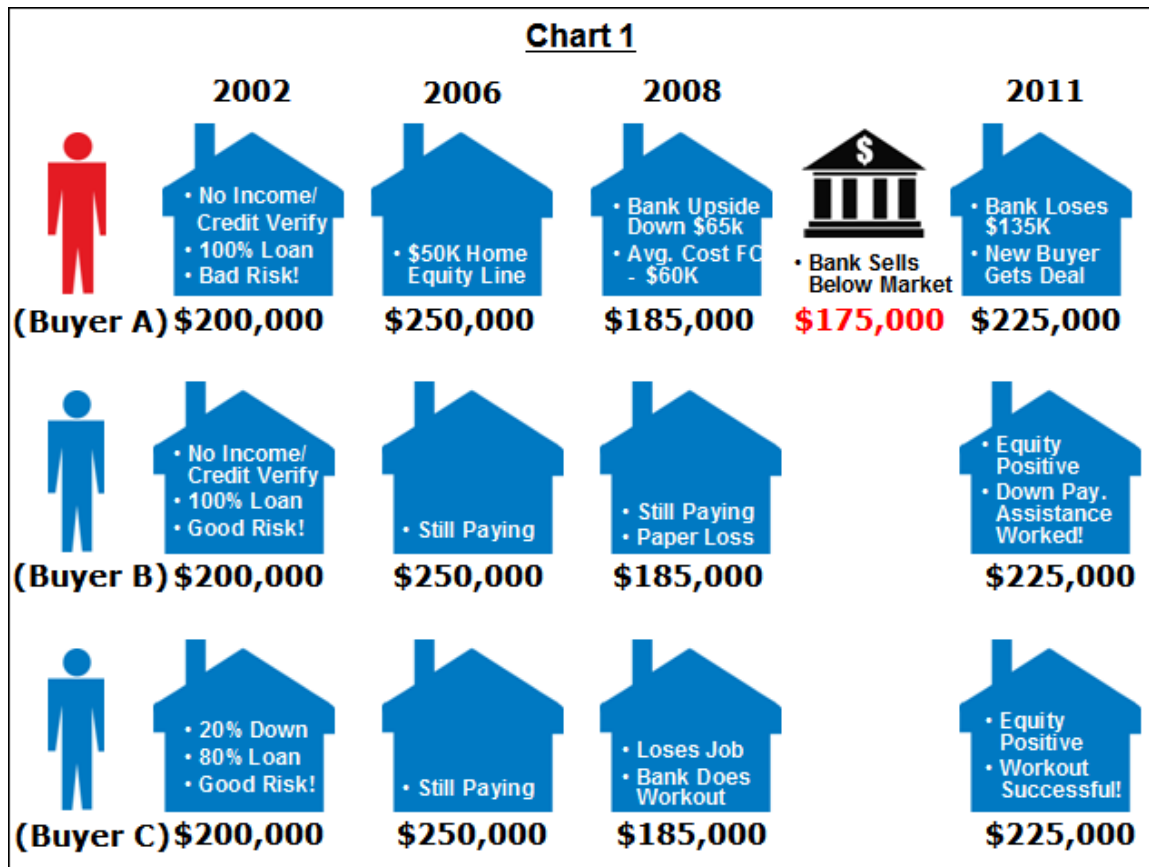 Chart 1
2002
2006
2008
2011
• No Income/
Credit Verify
• 100% Loan
• Bad Risk!
• $50K Home
Equity Line
• Bank Upside
Down $65k
• Avg. Cost FC
- $60K
$
• Bank Sells
Below Market
• Bank Loses
$135K
• New Buyer
Gets Deal
(Buyer A)
$200,000
$250,000
$185,000
$175,000
$225,000
• No Income/
Credit Verify
• 100% Loan
• Good Risk!
• Still Paying
• Still Paying
• Paper Loss
• Equity
Positive
• Down Pay.
Assistance
Worked!
(Buyer B)
$200,000
$250,000
$185,000
$225,000
• 20% Down
• 80% Loan
• Good Risk!
• Still Paying
• Loses Job
• Bank Does
Workout
• Equity
Positive
• Workout
Successful!
(Buyer C)
$200,000
$250,000
$185,000
$225,000